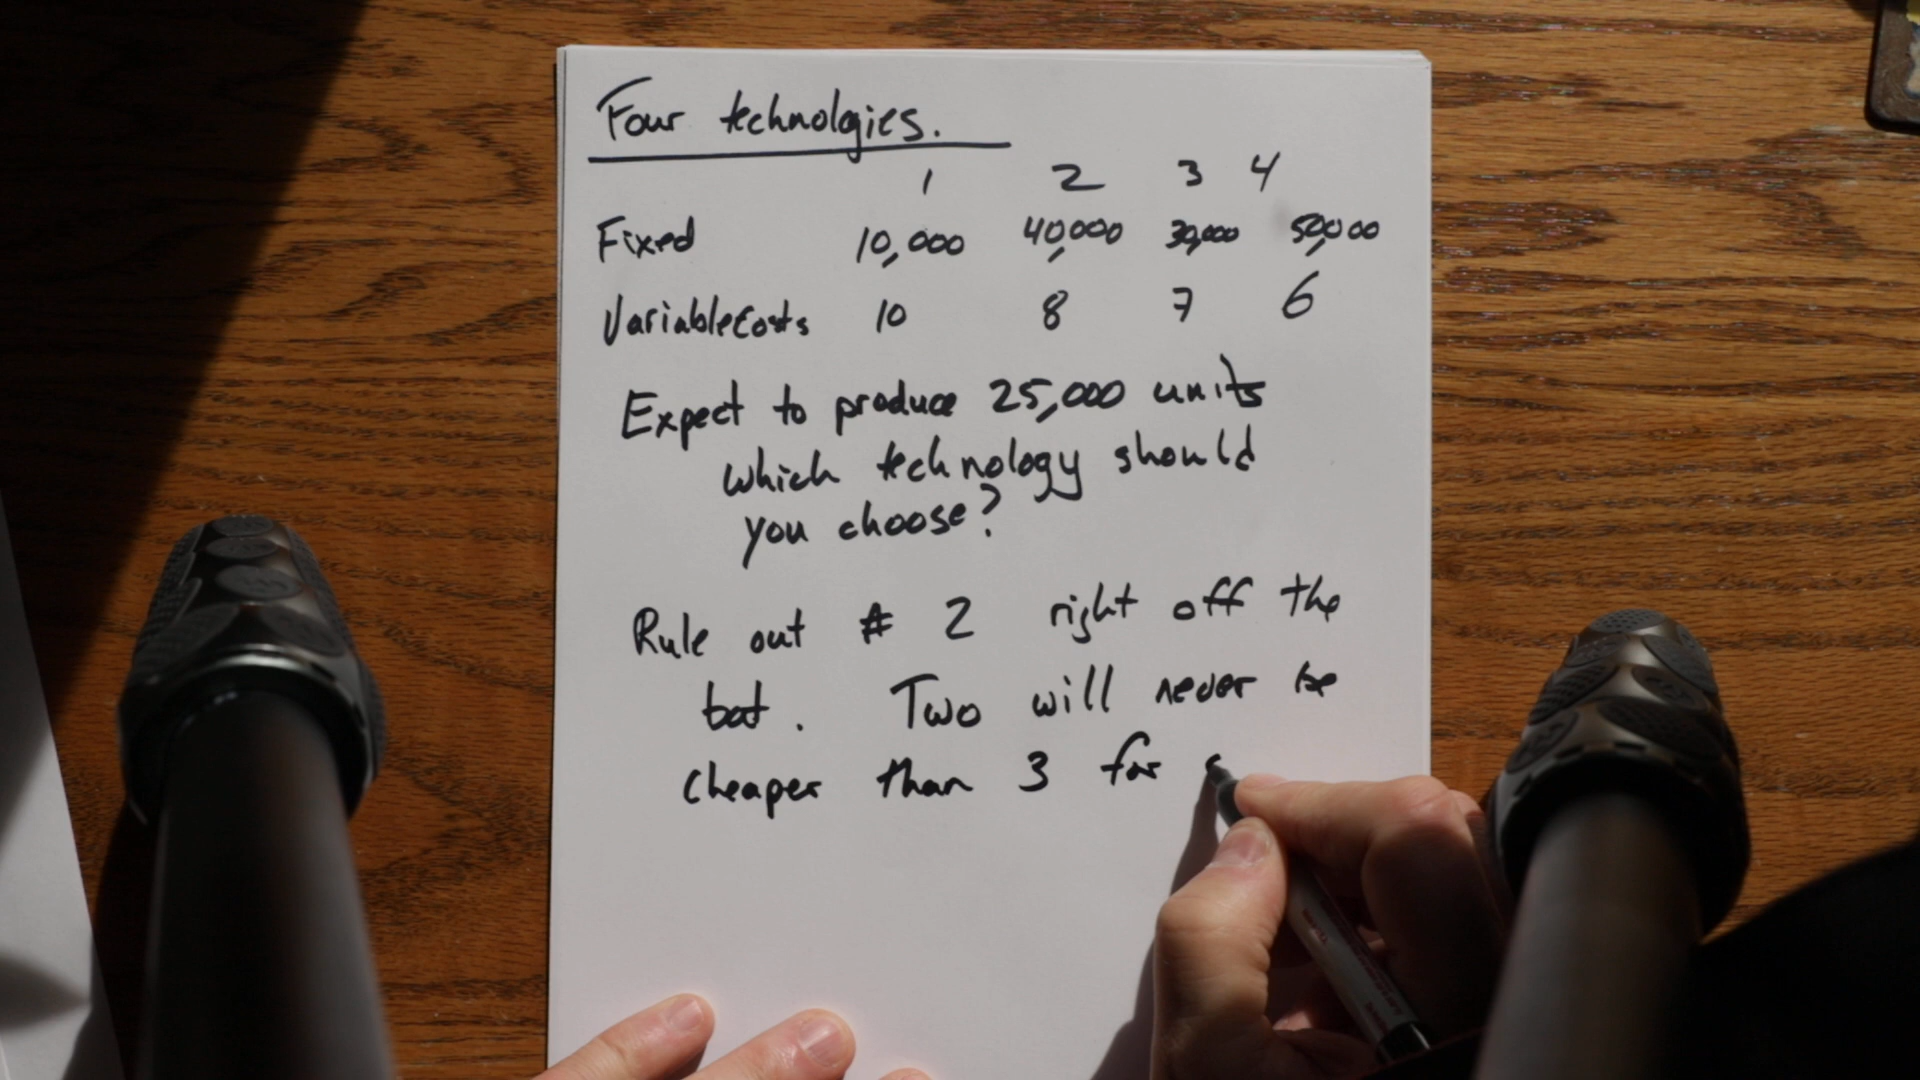 Four technologies.
1 2 3 4
Fixed 10,000 40,000 30,000 50,000
Variable Costs 10 8 7 6
Expect to produce 25,000 units
which technology should
you choose?
Rule out # 2 right off the
bat. Two will never be
cheaper than 3 for